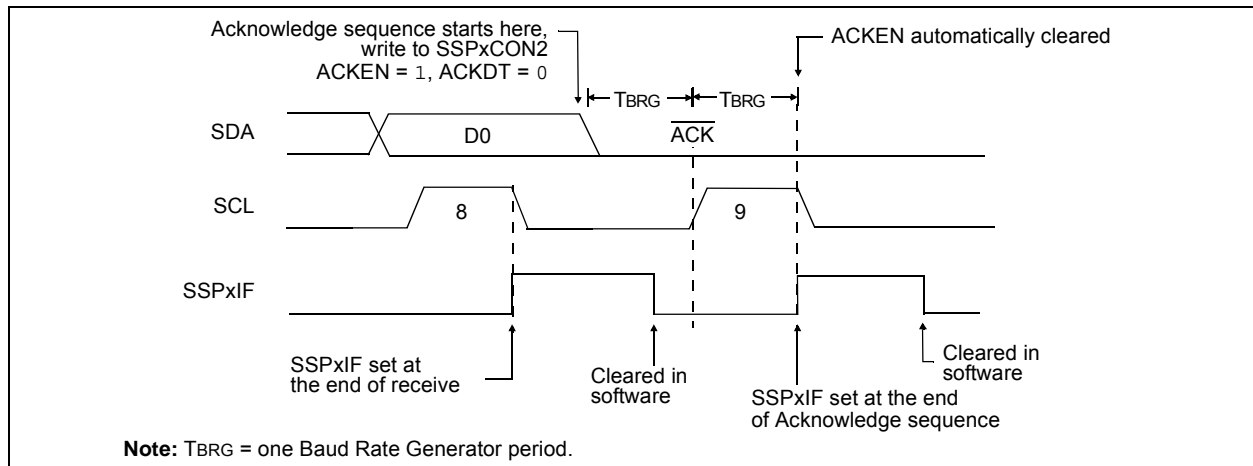 Acknowledge sequence starts here,
write to SSPxCON2
ACKEN = 1, ACKDT = 0
ACKEN automatically cleared
TBRG
TBRG
SDA
D0
ACK
SCL
8
9
SSPxIF
SSPxIF set at
the end of receive
Cleared in
software
SSPxIF set at the end
of Acknowledge sequence
Cleared in
software
Note: TBRG = one Baud Rate Generator period.